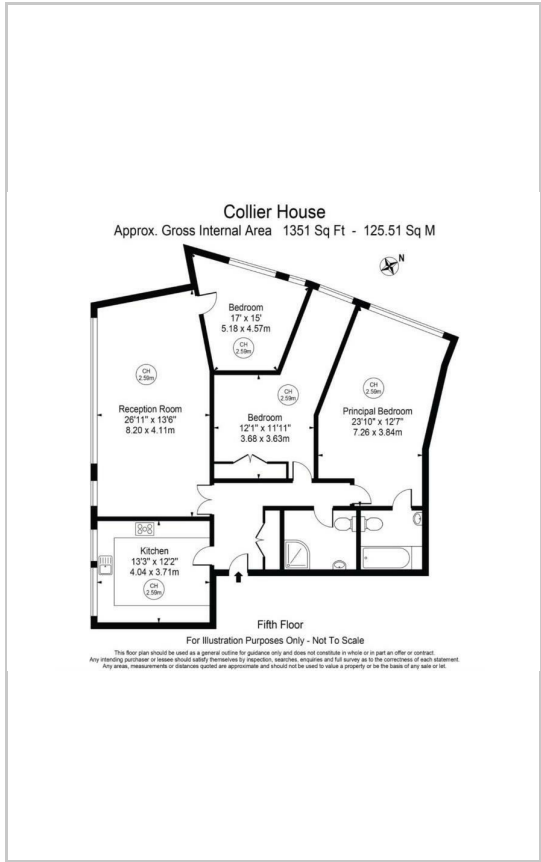 Collier House
Approx. Gross Internal Area 1351 Sq Ft - 125.51 Sq M
N
Bedroom
17' x 15'
5.18 x 4.57m
CH
2.59m
CH
2.59m
Reception Room
26'11" x 13'6"
8.20 x 4.11m
CH
2.59m
Bedroom
12'1" x 11'11"
3.68 x 3.63m
CH
2.59m
Principal Bedroom
23'10" x 12'7"
7.26 x 3.84m
Kitchen
13'3" x 12'2"
4.04 x 3.71m
CH
2.59m
Fifth Floor
For Illustration Purposes Only - Not To Scale
This floor plan should be used as a general outline for guidance only and does not constitute in whole or in part an offer or contract.
Any intending purchaser or lessee should satisfy themselves by inspection, searches, enquiries and full survey as to the correctness of each statement.
Any areas, measurements or distances quoted are approximate and should not be used to value a property or be the basis of any sale or let.